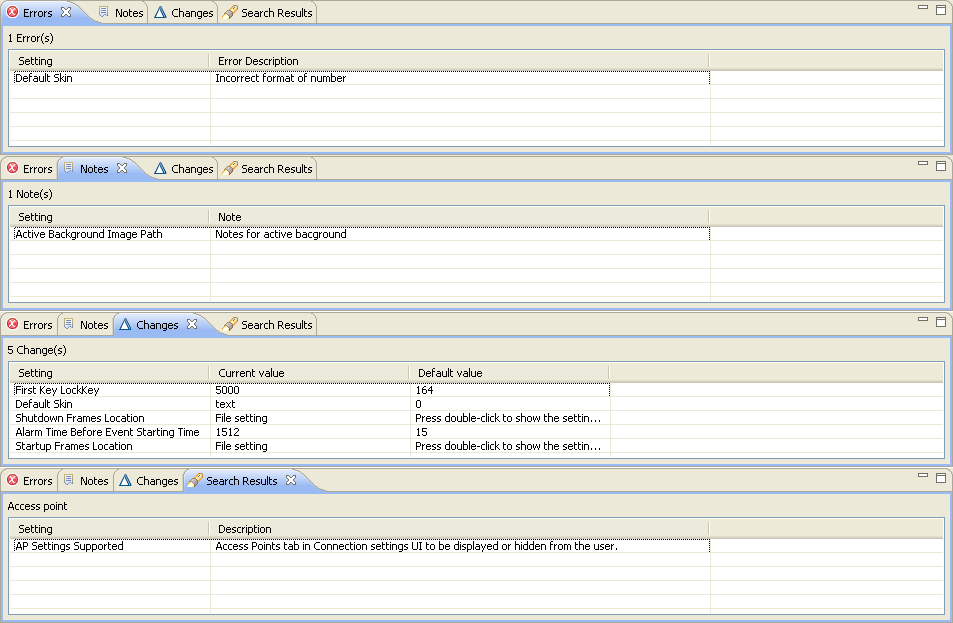 Errors Notes Changes Search Results
1 Error(s)
Setting Error Description
Default Skin Incorrect format of number
Errors Notes Changes Search Results
1 Note(s)
Setting Note
Active Background Image Path Notes for active bacground
Errors Notes Changes Search Results
5 Change(s)
Setting Current value Default value
First Key LockKey 5000 164
Default Skin text 0
Shutdown Frames Location File setting Press double-click to show the settin...
Alarm Time Before Event Starting Time 1512 15
Startup Frames Location File setting Press double-click to show the settin...
Errors Notes Changes Search Results
Access point
Setting Description
AP Settings Supported Access Points tab in Connection settings UI to be displayed or hidden from the user.